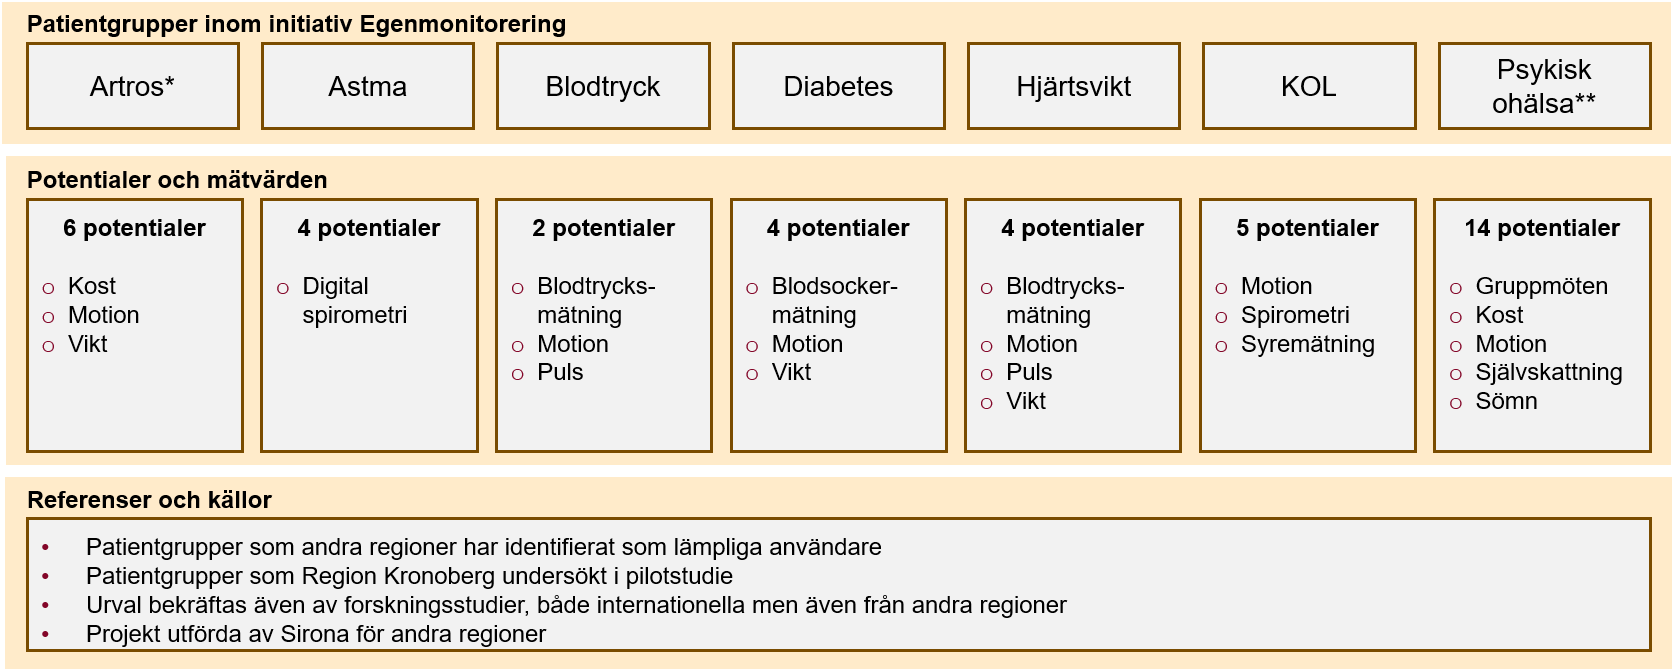 Patientgrupper inom initiativ Egenmonitorering
Artros*
Astma
Blodtryck
Diabetes
Hjärtsvikt
KOL
Psykisk
ohälsa**
Potentialer och mätvärden
6 potentialer
o Kost
o Motion
o Vikt
4 potentialer
o Digital
spirometri
2 potentialer
o Blodtrycks-
mätning
o Motion
o Puls
4 potentialer
o Blodsocker-
mätning
o Motion
o Vikt
4 potentialer
o Blodtrycks-
mätning
o Motion
o Puls
o Vikt
5 potentialer
o Motion
o Spirometri
o Syremätning
14 potentialer
o Gruppmöten
o Kost
o Motion
o Självskattning
o Sömn
Referenser och källor
• Patientgrupper som andra regioner har identifierat som lämpliga användare
• Patientgrupper som Region Kronoberg undersökt i pilotstudie
• Urval bekräftas även av forskningsstudier, både internationella men även från andra regioner
• Projekt utförda av Sirona för andra regioner